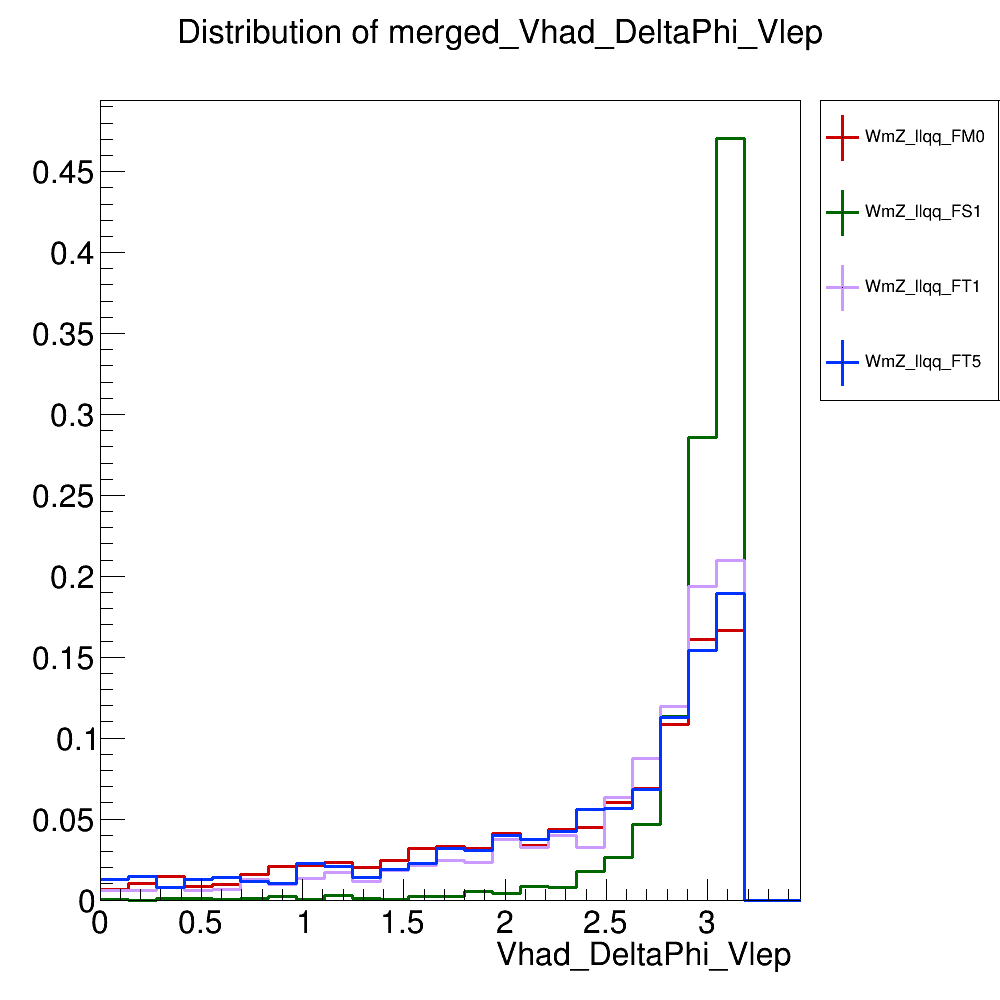 Distribution of merged_Vhad_DeltaPhi_Vlep
WmZ_llqq_FM0
WmZ_llqq_FS1
WmZ_llqq_FT1
WmZ_llqq_FT5
0.45
0.4
0.35
0.3
0.25
0.2
0.15
0.1
0.05
0
0 0.5 1 1.5 2 2.5 3
Vhad_DeltaPhi_Vlep